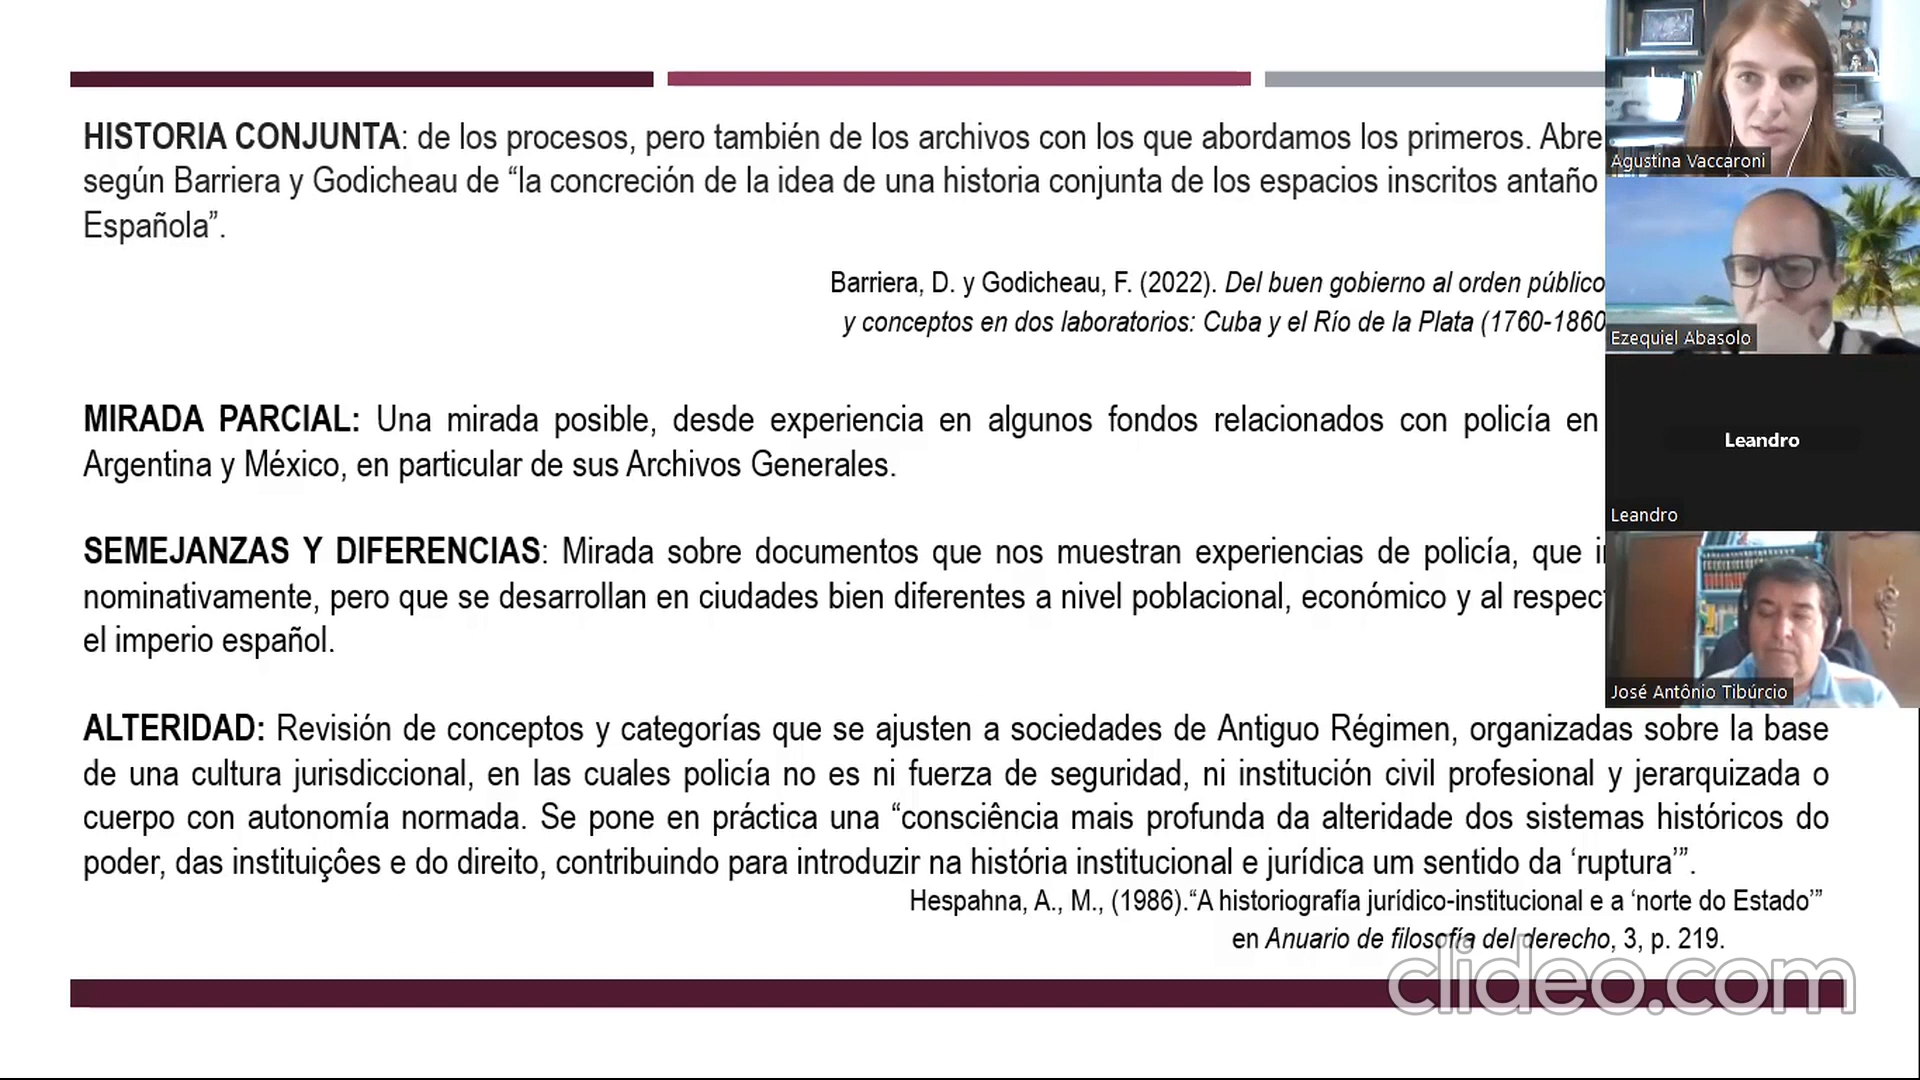 HISTORIA CONJUNTA: de los procesos, pero también de los archivos con los que abordamos los primeros. Abre
según Barriera y Godicheau de “la concreción de la idea de una historia conjunta de los espacios inscritos antaño
Española”.
Barriera, D. y Godicheau, F. (2022). Del buen gobierno al orden público
y conceptos en dos laboratorios: Cuba y el Río de la Plata (1760-1860
MIRADA PARCIAL: Una mirada posible, desde experiencia en algunos fondos relacionados con policía en
Argentina y México, en particular de sus Archivos Generales.
SEMEJANZAS Y DIFERENCIAS: Mirada sobre documentos que nos muestran experiencias de policía, que
nominativamente, pero que se desarrollan en ciudades bien diferentes a nivel poblacional, económico y al
el imperio español.
ALTERIDAD: Revisión de conceptos y categorías que se ajusten a sociedades de Antiguo Régimen, organizadas sobre la base
de una cultura jurisdiccional, en las cuales policía no es ni fuerza de seguridad, ni institución civil profesional y jerarquizada o
cuerpo con autonomía normada. Se pone en práctica una “consciência mais profunda da alteridade dos sistemas históricos do
poder, das instituiçôes e do direito, contribuindo para introduzir na história institucional e jurídica um sentido da ‘ruptura’”.
Hespahna, A., M., (1986).“A historiografía jurídico-institucional e a ‘norte do Estado’”
en Anuario de filosofía del derecho, 3, p. 219.
Agustina Vaccaroni
Ezequiel Abasolo
Leandro
Leandro
José Antônio Tibúrcio
clideo.com